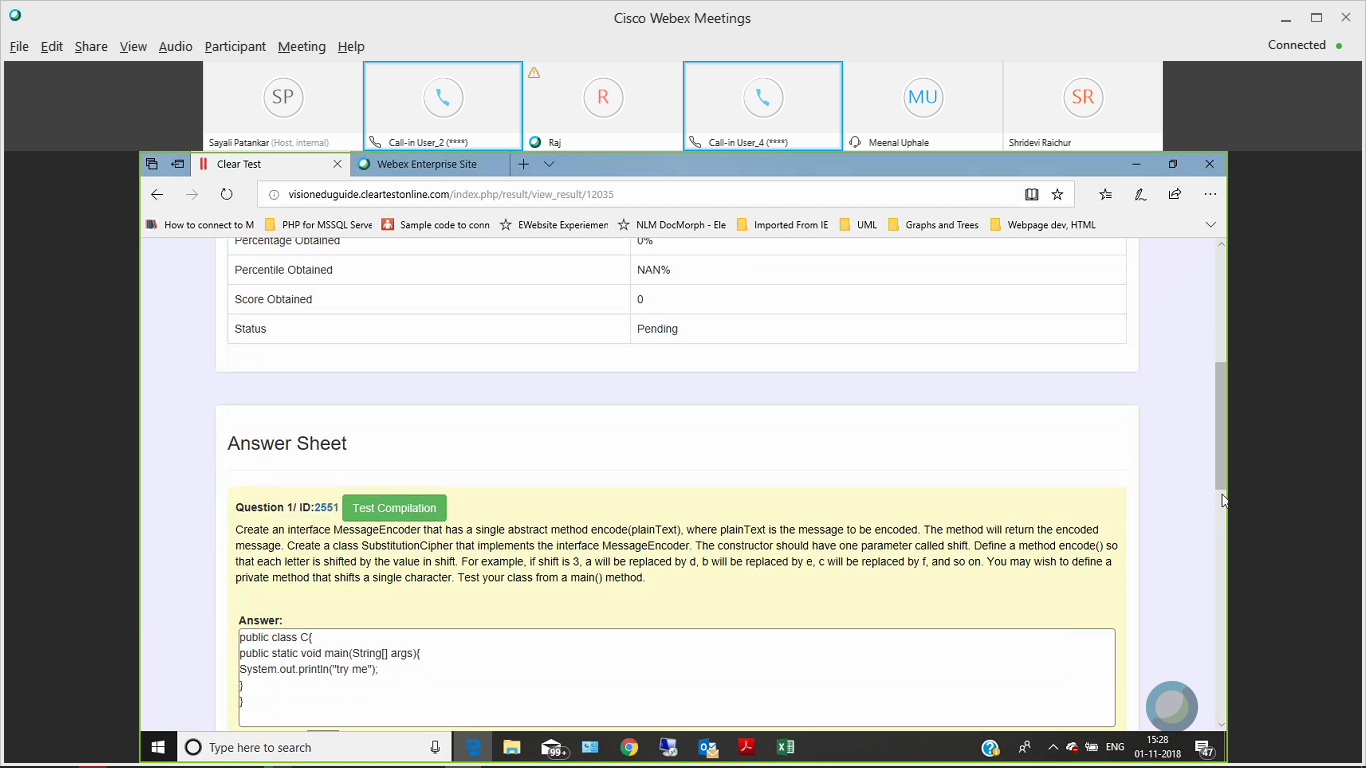 Cisco Webex Meetings
File Edit Share View Audio Participant Meeting Help
Connected
SP
R
MU
SR
Sayali Patankar (Host, internal)
Call-in User_2 (****)
Raj
Call-in User_4 (****)
Meenal Uphale
Shridevi Raichur
Clear Test
Webex Enterprise Site
visioneduguide.cleartestonline.com/index.php/result/view_result/12035
How to connect to M
PHP for MSSQL Serve
Sample code to conn
EWebsite Experiemen
NLM DocMorph - Ele
Imported From IE
UML
Graphs and Trees
Webpage dev, HTML
Percentage Obtained 0%
Percentile Obtained NAN%
Score Obtained 0
Status Pending
Answer Sheet
Question 1/ ID:2551 Test Compilation
Create an interface MessageEncoder that has a single abstract method encode(plainText), where plainText is the message to be encoded. The method will return the encoded
message. Create a class SubstitutionCipher that implements the interface MessageEncoder. The constructor should have one parameter called shift. Define a method encode() so
that each letter is shifted by the value in shift. For example, if shift is 3, a will be replaced by d, b will be replaced by e, c will be replaced by f, and so on. You may wish to define a
private method that shifts a single character. Test your class from a main() method.
Answer:
public class C{
public static void main(String[] args){
System.out.println("try me");
}
}
Type here to search
99+
ENG
15:28
01-11-2018
47